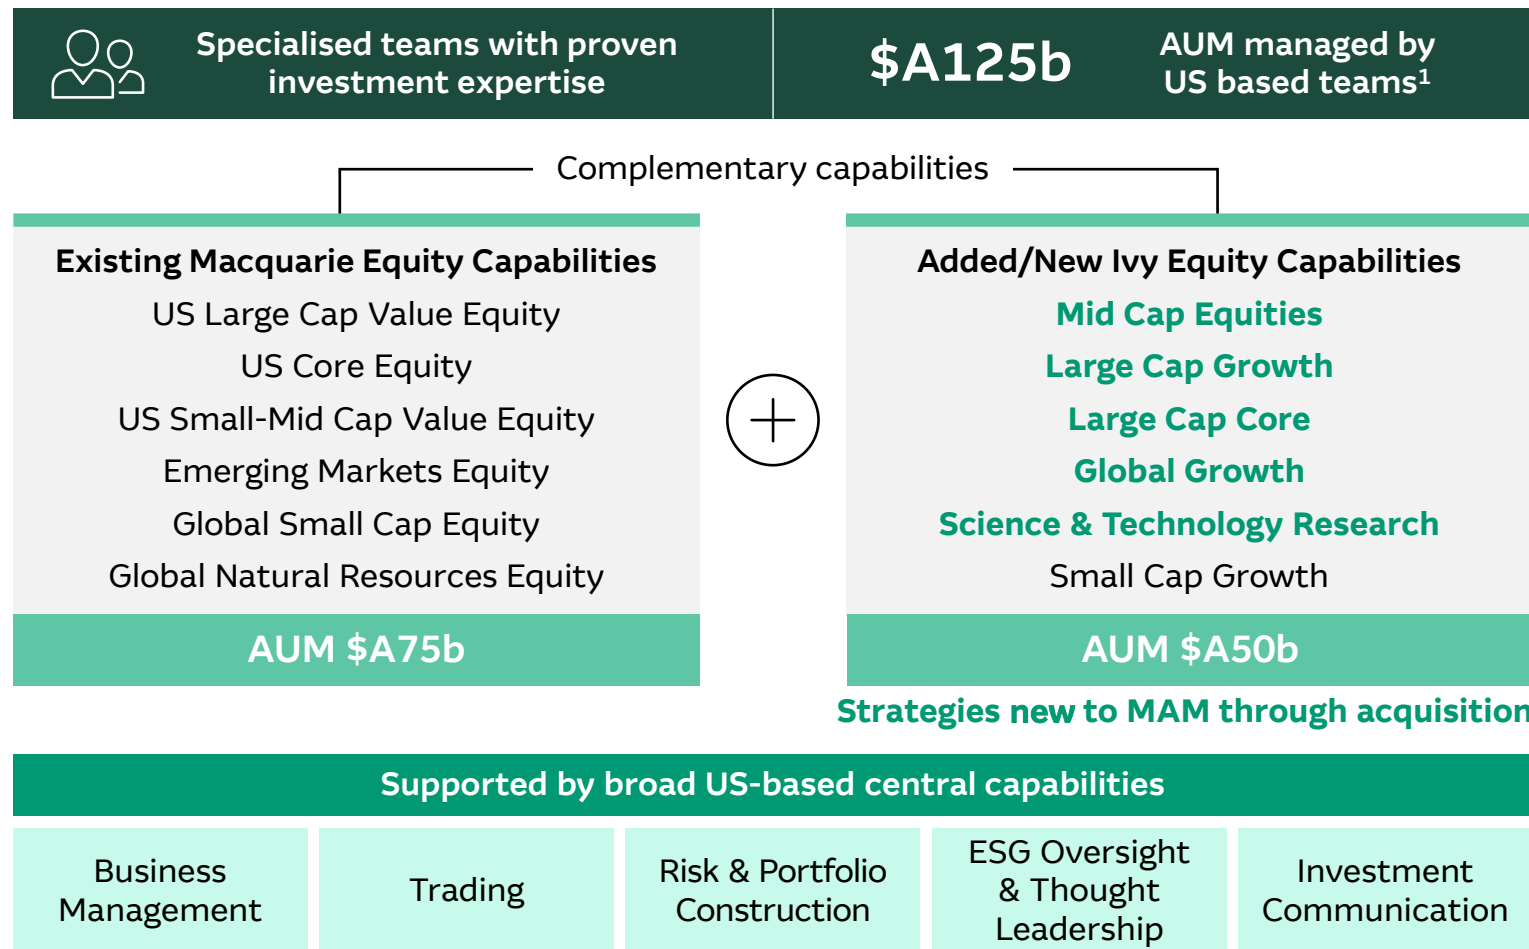 Specialised teams with proven
investment expertise
$A125b
AUM managed by
US based teams¹
Complementary capabilities
Existing Macquarie Equity Capabilities
US Large Cap Value Equity
US Core Equity
US Small-Mid Cap Value Equity
Emerging Markets Equity
Global Small Cap Equity
Global Natural Resources Equity
AUM $A75b
Added/New Ivy Equity Capabilities
Mid Cap Equities
Large Cap Growth
Large Cap Core
Global Growth
Science & Technology Research
Small Cap Growth
AUM $A50b
Strategies new to MAM through acquisition
Supported by broad US-based central capabilities
Business
Management
Trading
Risk & Portfolio
Construction
ESG Oversight
& Thought
Leadership
Investment
Communication